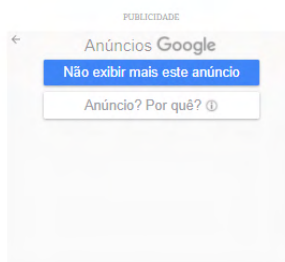 PUBLICIDADE
Anúncios Google
Não exibir mais este anúncio
Anúncio? Por quê?